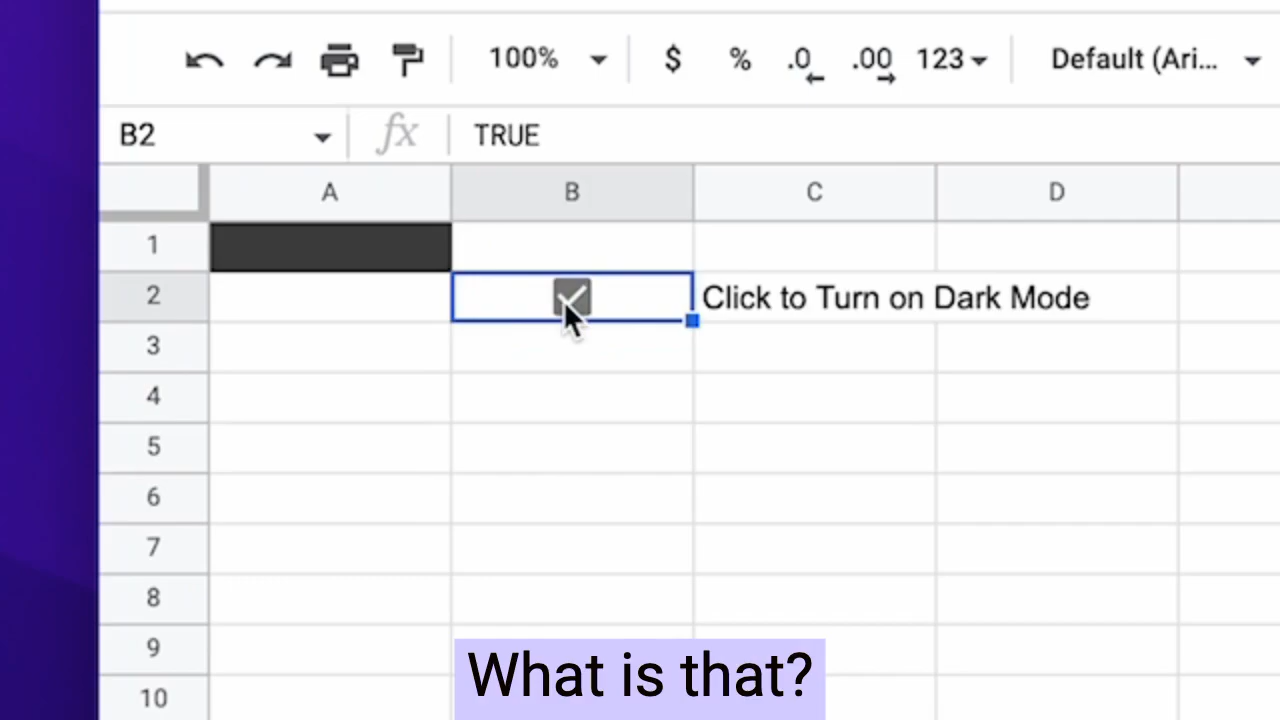 100% $ % .0 .00 123 Default (Ari...
B2 fx TRUE
A B C D
1
2 Click to Turn on Dark Mode
3
4
5
6
7
8
9
10
What is that?